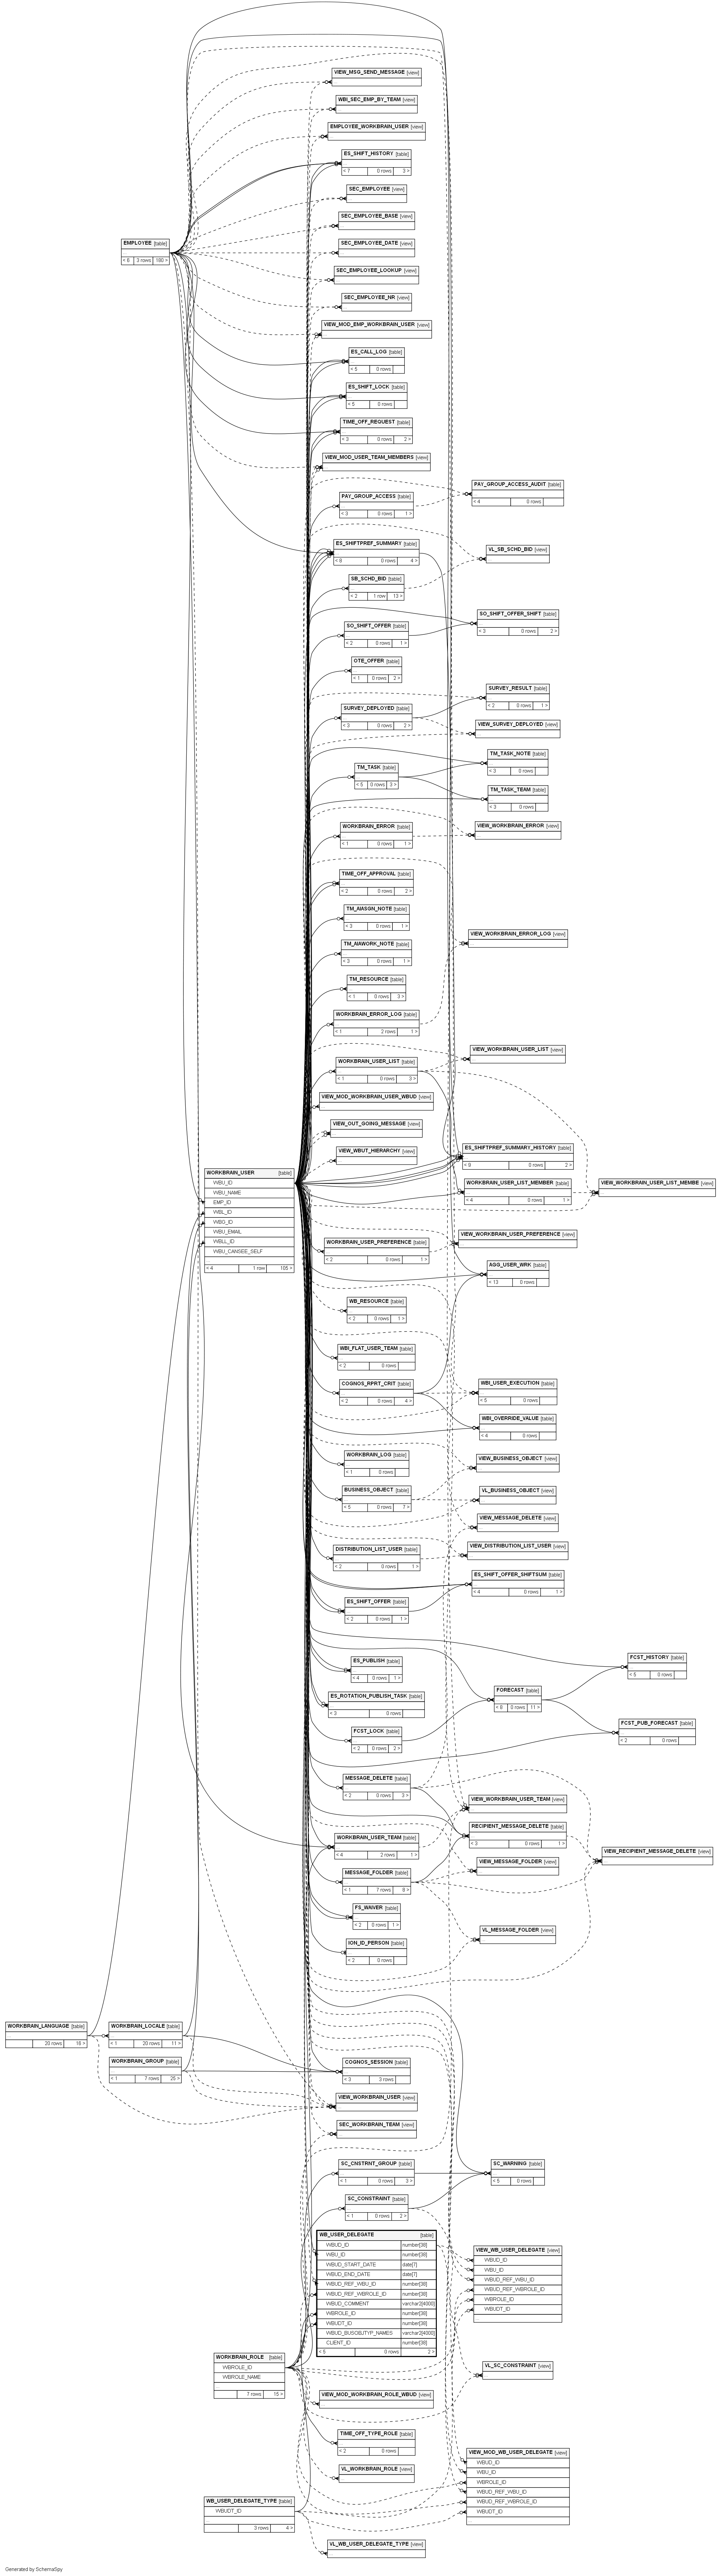 VIEW_MSG_SEND_MESSAGE [view]
WBI_SEC_EMP_BY_TEAM [view]
EMPLOYEE_WORKBRAIN_USER [view]
ES_SHIFT_HISTORY [table]
< 7 0 rows 3 >
SEC_EMPLOYEE [view]
SEC_EMPLOYEE_BASE [view]
EMPLOYEE [table]
< 6 3 rows 180 >
SEC_EMPLOYEE_DATE [view]
SEC_EMPLOYEE_LOOKUP [view]
SEC_EMPLOYEE_NR [view]
VIEW_MOD_EMP_WORKBRAIN_USER [view]
ES_CALL_LOG [table]
< 5 0 rows
ES_SHIFT_LOCK [table]
< 5 0 rows
TIME_OFF_REQUEST [table]
< 3 0 rows 2 >
VIEW_MOD_USER_TEAM_MEMBERS [view]
PAY_GROUP_ACCESS_AUDIT [table]
< 4 0 rows
PAY_GROUP_ACCESS [table]
< 3 0 rows 1 >
ES_SHIFTPREF_SUMMARY [table]
< 8 0 rows 4 >
VL_SB_SCHD_BID [view]
SB_SCHD_BID [table]
< 2 1 row 13 >
SO_SHIFT_OFFER_SHIFT [table]
< 3 0 rows 2 >
SO_SHIFT_OFFER [table]
< 2 0 rows 1 >
OTE_OFFER [table]
< 1 0 rows 2 >
SURVEY_RESULT [table]
< 2 0 rows 1 >
SURVEY_DEPLOYED [table]
< 3 0 rows 2 >
VIEW_SURVEY_DEPLOYED [view]
TM_TASK_NOTE [table]
< 3 0 rows
TM_TASK [table]
< 5 0 rows 3 >
TM_TASK_TEAM [table]
< 3 0 rows
WORKBRAIN_ERROR [table]
< 1 0 rows 1 >
VIEW_WORKBRAIN_ERROR [view]
TIME_OFF_APPROVAL [table]
< 2 0 rows 2 >
TM_AIASGN_NOTE [table]
< 3 0 rows 1 >
VIEW_WORKBRAIN_ERROR_LOG [view]
TM_AIAWORK_NOTE [table]
< 3 0 rows 1 >
TM_RESOURCE [table]
< 1 0 rows 3 >
WORKBRAIN_ERROR_LOG [table]
< 1 2 rows 1 >
VIEW_WORKBRAIN_USER_LIST [view]
WORKBRAIN_USER_LIST [table]
< 1 0 rows 3 >
VIEW_MOD_WORKBRAIN_USER_WBUD [view]
VIEW_OUT_GOING_MESSAGE [view]
VIEW_WBUT_HIERARCHY [view]
ES_SHIFTPREF_SUMMARY_HISTORY [table]
< 9 0 rows 2 >
WORKBRAIN_USER [table]
WBU_ID
WBU_NAME
EMP_ID
WBL_ID
WBG_ID
WBU_EMAIL
WBLL_ID
WBU_CANSEE_SELF
< 4 1 row 105 >
WORKBRAIN_USER_LIST_MEMBER [table]
< 4 0 rows 1 >
VIEW_WORKBRAIN_USER_LIST_MEMBE [view]
VIEW_WORKBRAIN_USER_PREFERENCE [view]
WORKBRAIN_USER_PREFERENCE [table]
< 2 0 rows 1 >
AGG_USER_WRK [table]
< 13 0 rows
WB_RESOURCE [table]
< 2 0 rows 1 >
WBI_FLAT_USER_TEAM [table]
< 2 0 rows
COGNOS_RPRT_CRIT [table]
< 2 0 rows 4 >
WBI_USER_EXECUTION [table]
< 5 0 rows
WBI_OVERRIDE_VALUE [table]
< 4 0 rows
WORKBRAIN_LOG [table]
< 1 0 rows
VIEW_BUSINESS_OBJECT [view]
BUSINESS_OBJECT [table]
< 5 0 rows 7 >
VL_BUSINESS_OBJECT [view]
VIEW_MESSAGE_DELETE [view]
DISTRIBUTION_LIST_USER [table]
< 2 0 rows 1 >
VIEW_DISTRIBUTION_LIST_USER [view]
ES_SHIFT_OFFER_SHIFTSUM [table]
< 4 0 rows 1 >
ES_SHIFT_OFFER [table]
< 2 0 rows 1 >
ES_PUBLISH [table]
< 4 0 rows 1 >
FCST_HISTORY [table]
< 5 0 rows
ES_ROTATION_PUBLISH_TASK [table]
< 3 0 rows
FORECAST [table]
< 8 0 rows 11 >
FCST_LOCK [table]
< 2 0 rows 2 >
FCST_PUB_FORECAST [table]
< 2 0 rows
MESSAGE_DELETE [table]
< 2 0 rows 3 >
VIEW_WORKBRAIN_USER_TEAM [view]
RECIPIENT_MESSAGE_DELETE [table]
< 3 0 rows 1 >
WORKBRAIN_USER_TEAM [table]
< 4 2 rows 1 >
VIEW_RECIPIENT_MESSAGE_DELETE [view]
VIEW_MESSAGE_FOLDER [view]
MESSAGE_FOLDER [table]
< 1 7 rows 6 >
FS_WAIVER [table]
< 2 0 rows 1 >
VL_MESSAGE_FOLDER [view]
ION_ID_PERSON [table]
< 2 0 rows
WORKBRAIN_LANGUAGE [table]
20 rows 16 >
WORKBRAIN_LOCALE [table]
< 1 20 rows 11 >
WORKBRAIN_GROUP [table]
< 1 7 rows 25 >
COGNOS_SESSION [table]
< 3 3 rows
VIEW_WORKBRAIN_USER [view]
SEC_WORKBRAIN_TEAM [view]
SC_CNSTRNT_GROUP [table]
< 1 0 rows 3 >
SC_WARNING [table]
< 5 0 rows
SC_CONSTRAINT [table]
< 1 0 rows 2 >
WB_USER_DELEGATE [table]
WBUD_ID number[38]
WBU_ID number[38]
WBUD_START_DATE date[7]
WBUD_END_DATE date[7]
WBUD_REF_WBU_ID number[38]
WBUD_REF_WBROLE_ID number[38]
WBUD_COMMENT varchar2[4000]
WBROLE_ID number[38]
WBUDT_ID number[38]
WBUD_BUSOBJTYP_NAMES varchar2[4000]
CLIENT_ID number[38]
< 5 0 rows 2 >
VIEW_WB_USER_DELEGATE [view]
WBUD_ID
WBU_ID
WBUD_REF_WBU_ID
WBUD_REF_WBROLE_ID
WBROLE_ID
WBUDT_ID
WORKBRAIN_ROLE [table]
WBROLE_ID
WBROLE_NAME
7 rows 15 >
VL_SC_CONSTRAINT [view]
VIEW_MOD_WORKBRAIN_ROLE_WBUD [view]
TIME_OFF_TYPE_ROLE [table]
< 2 0 rows
VL_WORKBRAIN_ROLE [view]
VIEW_MOD_WB_USER_DELEGATE [view]
WBUD_ID
WBU_ID
WBROLE_ID
WBUD_REF_WBU_ID
WBUD_REF_WBROLE_ID
WBUDT_ID
WB_USER_DELEGATE_TYPE [table]
WBUDT_ID
3 rows 4 >
VL_WB_USER_DELEGATE_TYPE [view]
Generated by SchemaSpy